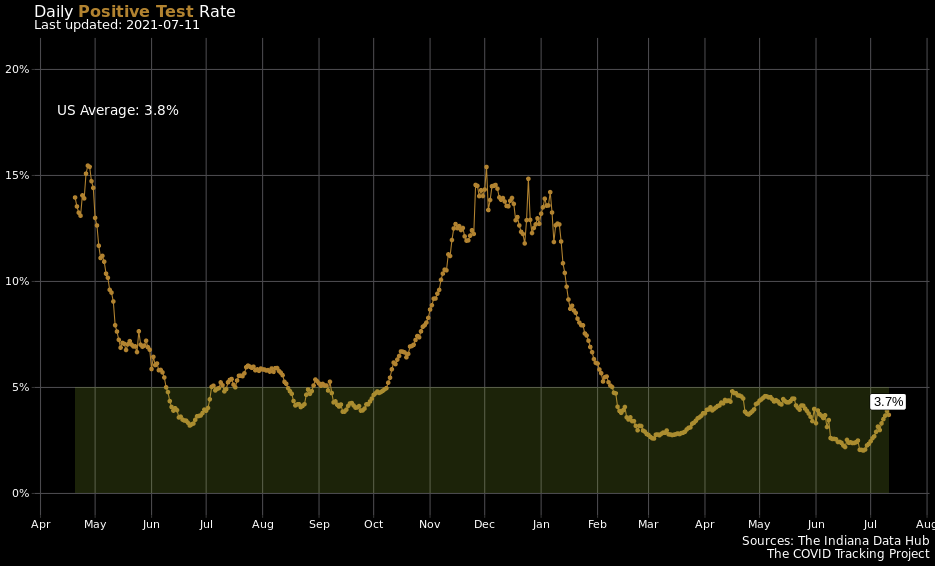 Daily Positive Test Rate
Last updated: 2021-07-11
20%
US Average: 3.8%
15%
10%
5%
3.7%
0%
Apr May Jun Jul Aug Sep Oct Nov Dec Jan Feb Mar Apr May Jun Jul Aug
Sources: The Indiana Data Hub
The COVID Tracking Project